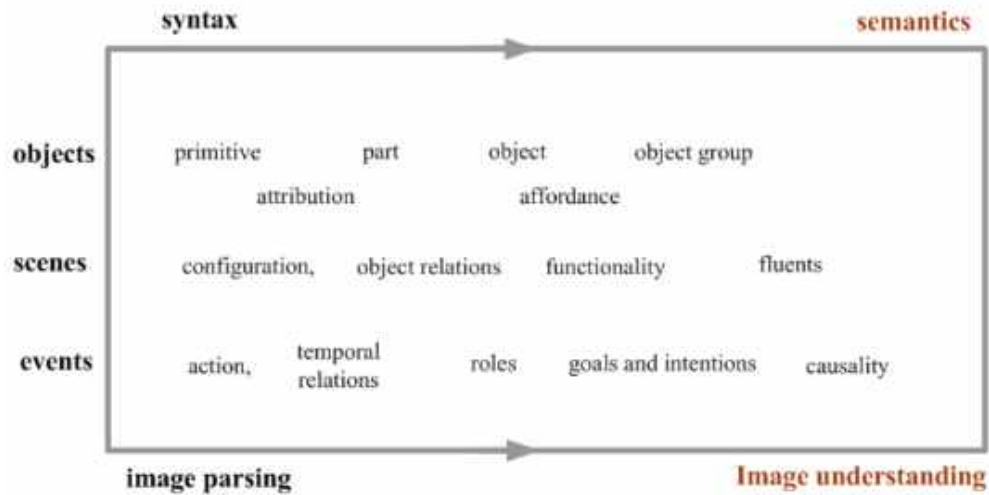 syntax semantics
objects primitive part object object group
attribution affordance
scenes configuration, object relations functionality fluents
events action, temporal relations roles goals and intentions causality
image parsing Image understanding